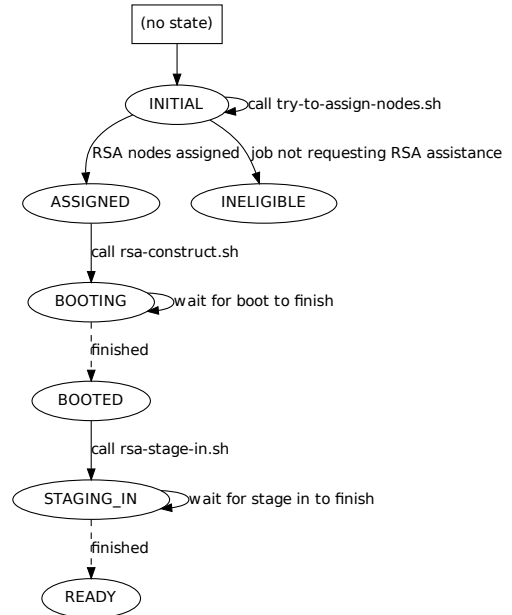 (no state)
INITIAL
call try-to-assign-nodes.sh
RSA nodes assigned
job not requesting RSA assistance
ASSIGNED
INELIGIBLE
call rsa-construct.sh
BOOTING
wait for boot to finish
finished
BOOTED
call rsa-stage-in.sh
STAGING_IN
wait for stage in to finish
finished
READY